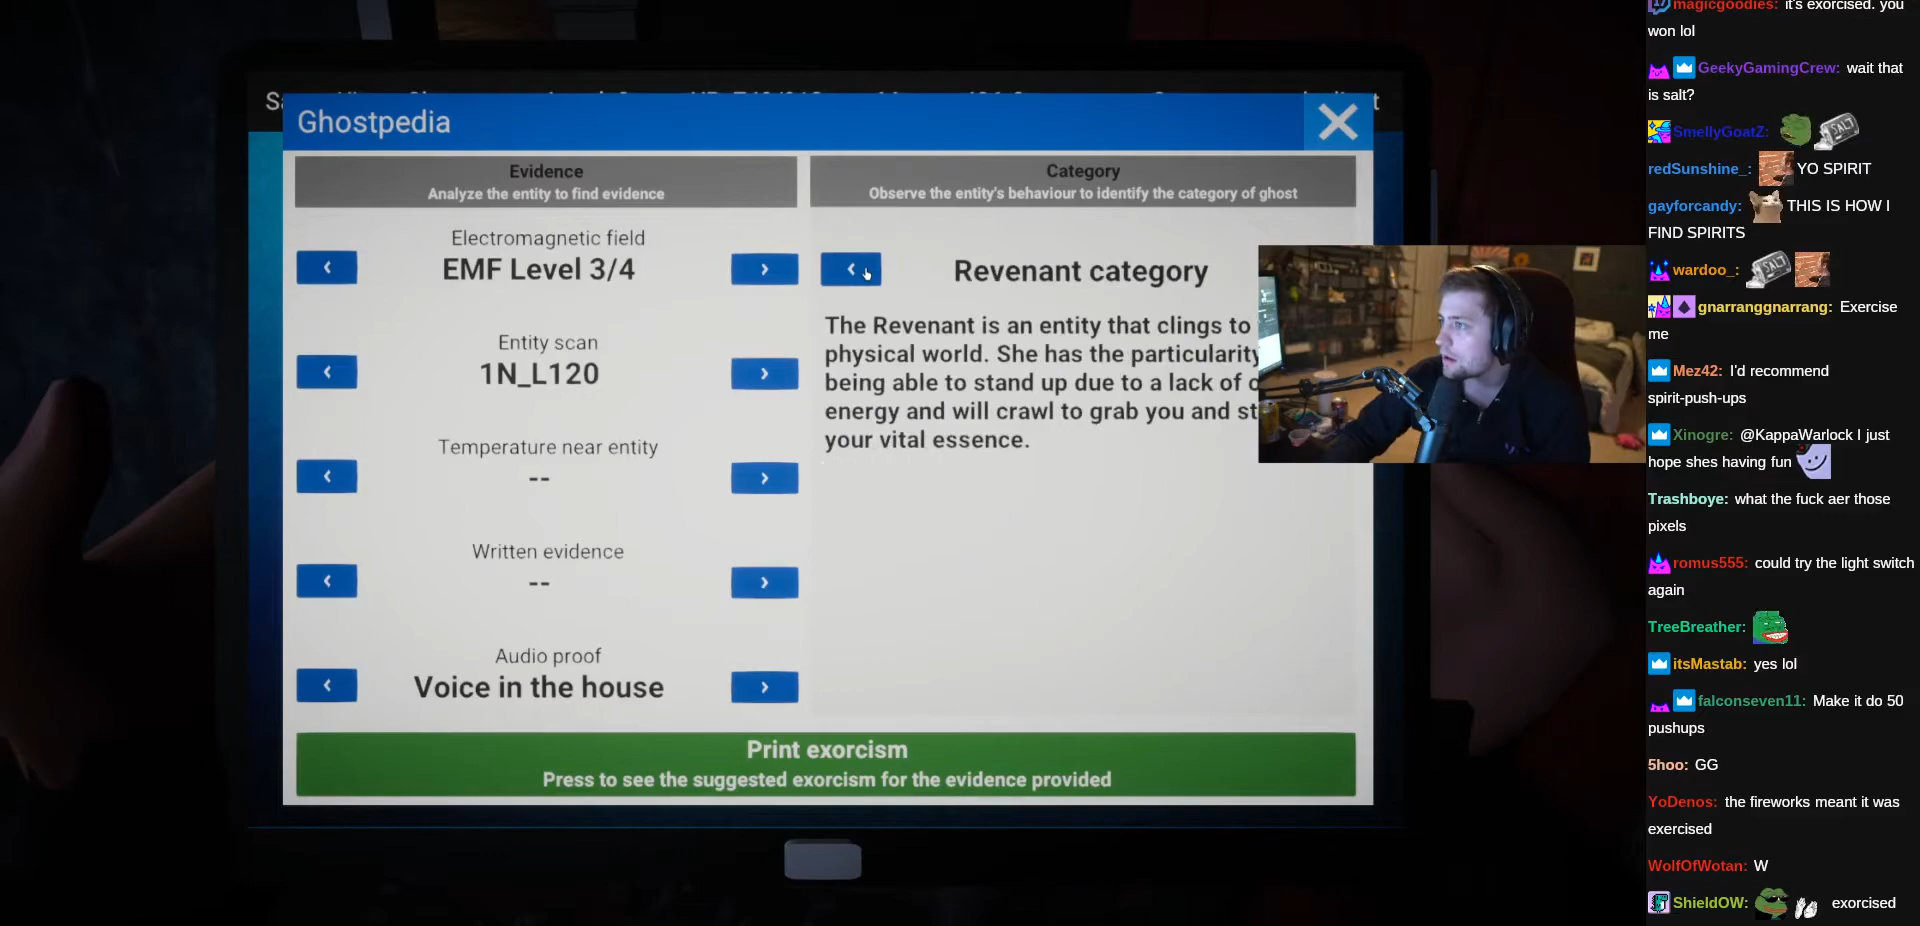 Ghostpedia
Evidence
Analyze the entity to find evidence
Electromagnetic field
EMF Level 3/4
Entity scan
1N_L120
Temperature near entity
--
Written evidence
--
Audio proof
Voice in the house
Category
Observe the entity's behaviour to identify the category of ghost
Revenant category
The Revenant is an entity that clings to
physical world. She has the particularity
being able to stand up due to a lack of
energy and will crawl to grab you and
your vital essence.
Print exorcism
Press to see the suggested exorcism for the evidence provided
magicgoodies: it's exorcised. you
won lol
GeekyGamingCrew: wait that
is salt?
SmellyGoatZ: SALT
redSunshine_: YO SPIRIT
gayforcandy: THIS IS HOW I
FIND SPIRITS
wardoo_: SALT
gnarranggnarrang: Exercise
me
Mez42: I'd recommend
spirit-push-ups
Xinogre: @KappaWarlock I just
hope shes having fun
Trashboye: what the fuck aer those
pixels
romus555: could try the light switch
again
TreeBreather:
itsMastab: yes lol
falconseven11: Make it do 50
pushups
5hoo: GG
YoDenos: the fireworks meant it was
exercised
WolfOfWotan: W
ShieldOW: exorcised